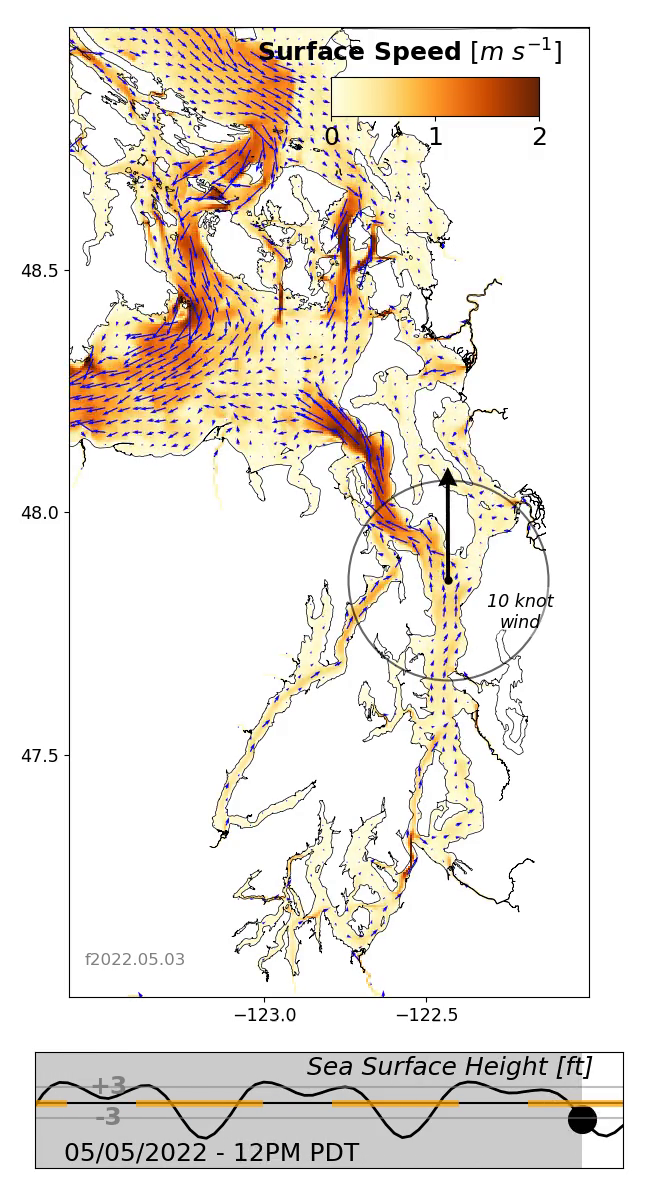 Surface Speed [m s⁻¹]
0 1 2
48.5
48.0
10 knot
wind
47.5
f2022.05.03
−123.0 −122.5
Sea Surface Height [ft]
+3
-3
05/05/2022 - 12PM PDT